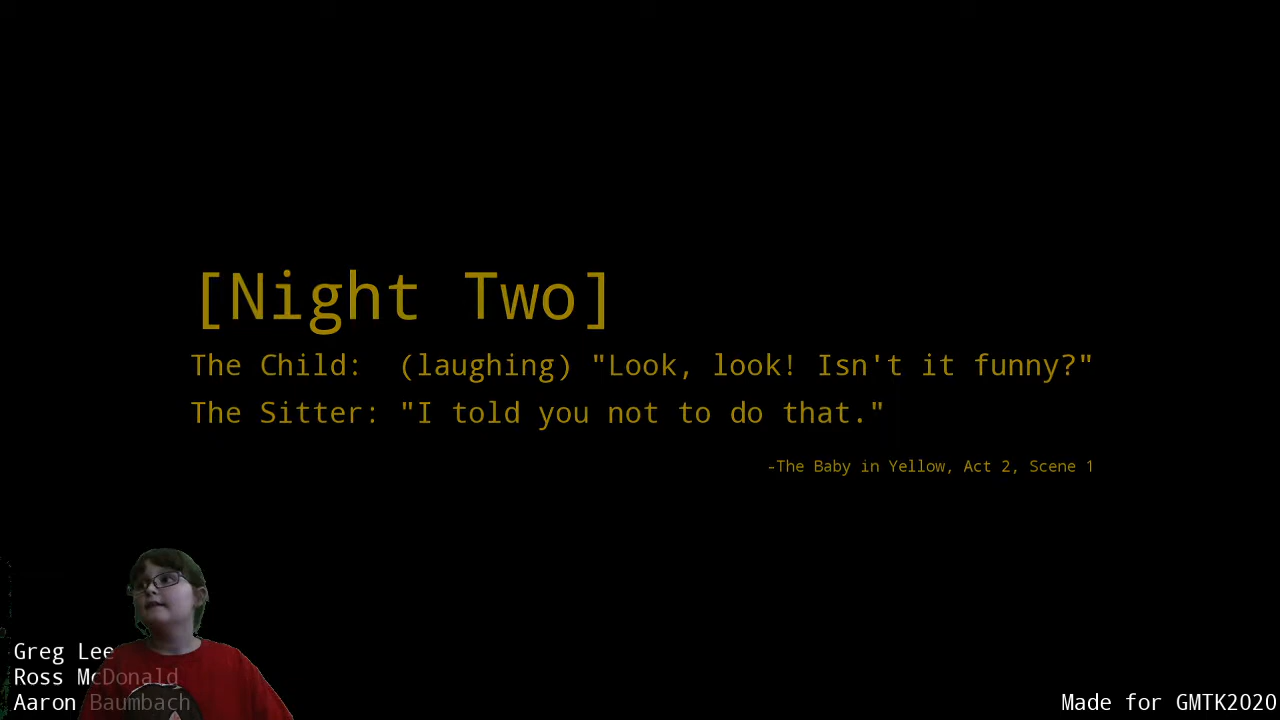 [Night Two]
The Child:  (laughing) "Look, look! Isn't it funny?"
The Sitter: "I told you not to do that."
-The Baby in Yellow, Act 2, Scene 1
Greg Lee
Ross McDonald
Aaron Baumbach
Made for GMTK2020